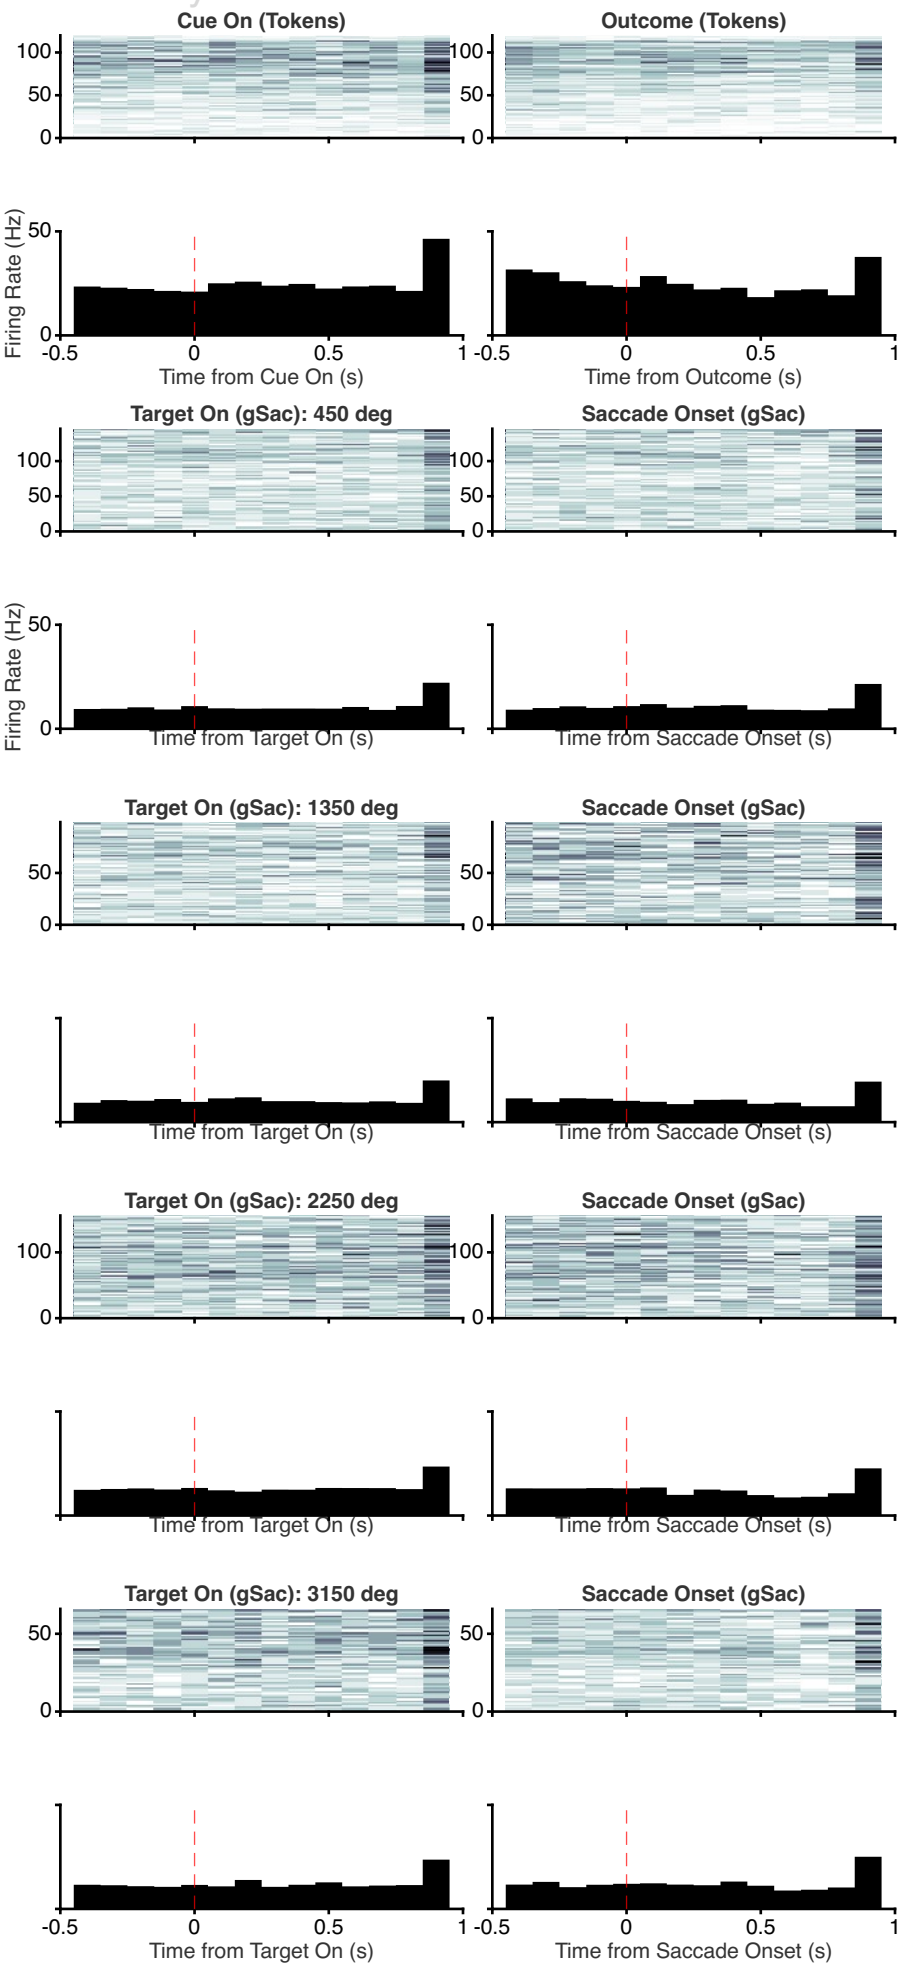 Cue On (Tokens) Outcome (Tokens)
100 100
50 50
0 0
Firing Rate (Hz)
50
0
-0.5 0 0.5 1 -0.5 0 0.5 1
Time from Cue On (s) Time from Outcome (s)
Target On (gSac): 450 deg Saccade Onset (gSac)
100 100
50 50
0 0
Firing Rate (Hz)
50
0
Time from Target On (s) Time from Saccade Onset (s)
Target On (gSac): 1350 deg Saccade Onset (gSac)
50 50
0 0
Time from Target On (s) Time from Saccade Onset (s)
Target On (gSac): 2250 deg Saccade Onset (gSac)
100 100
0 0
Time from Target On (s) Time from Saccade Onset (s)
Target On (gSac): 3150 deg Saccade Onset (gSac)
50 50
0 0
-0.5 0 0.5 1 -0.5 0 0.5 1
Time from Target On (s) Time from Saccade Onset (s)